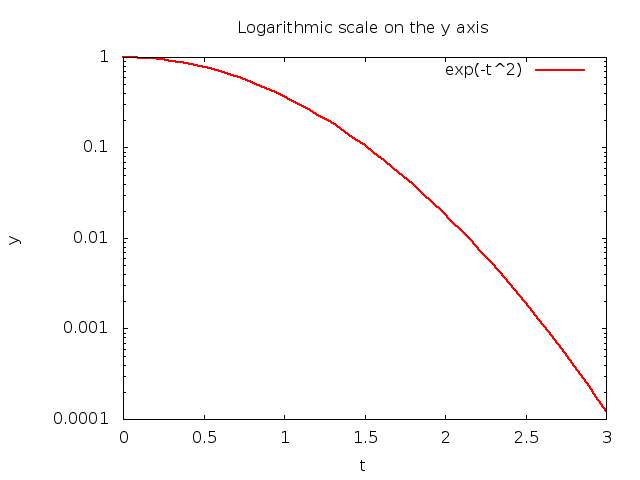 Logarithmic scale on the y axis
exp(-t^2)
1
0.1
0.01
0.001
0.0001
y
0 0.5 1 1.5 2 2.5 3
t